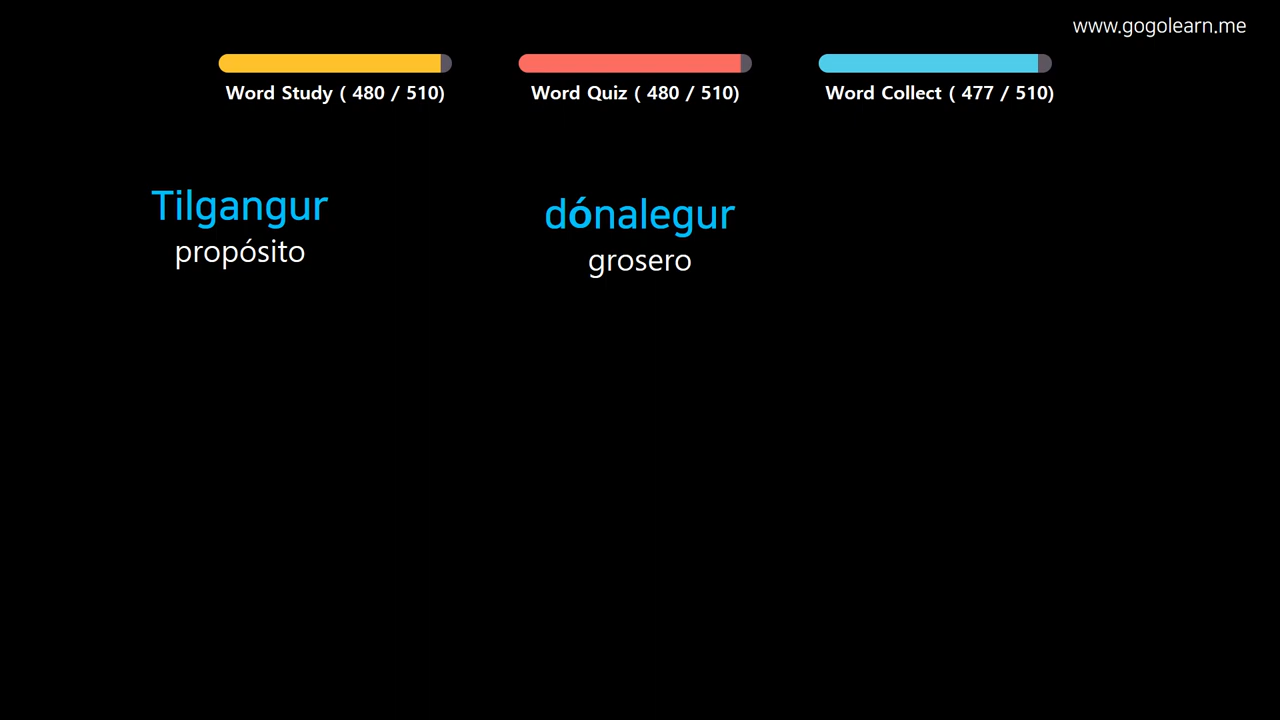 www.gogolearn.me
Word Study ( 480 / 510)
Word Quiz ( 480 / 510)
Word Collect ( 477 / 510)
Tilgangur
propósito
dónalegur
grosero